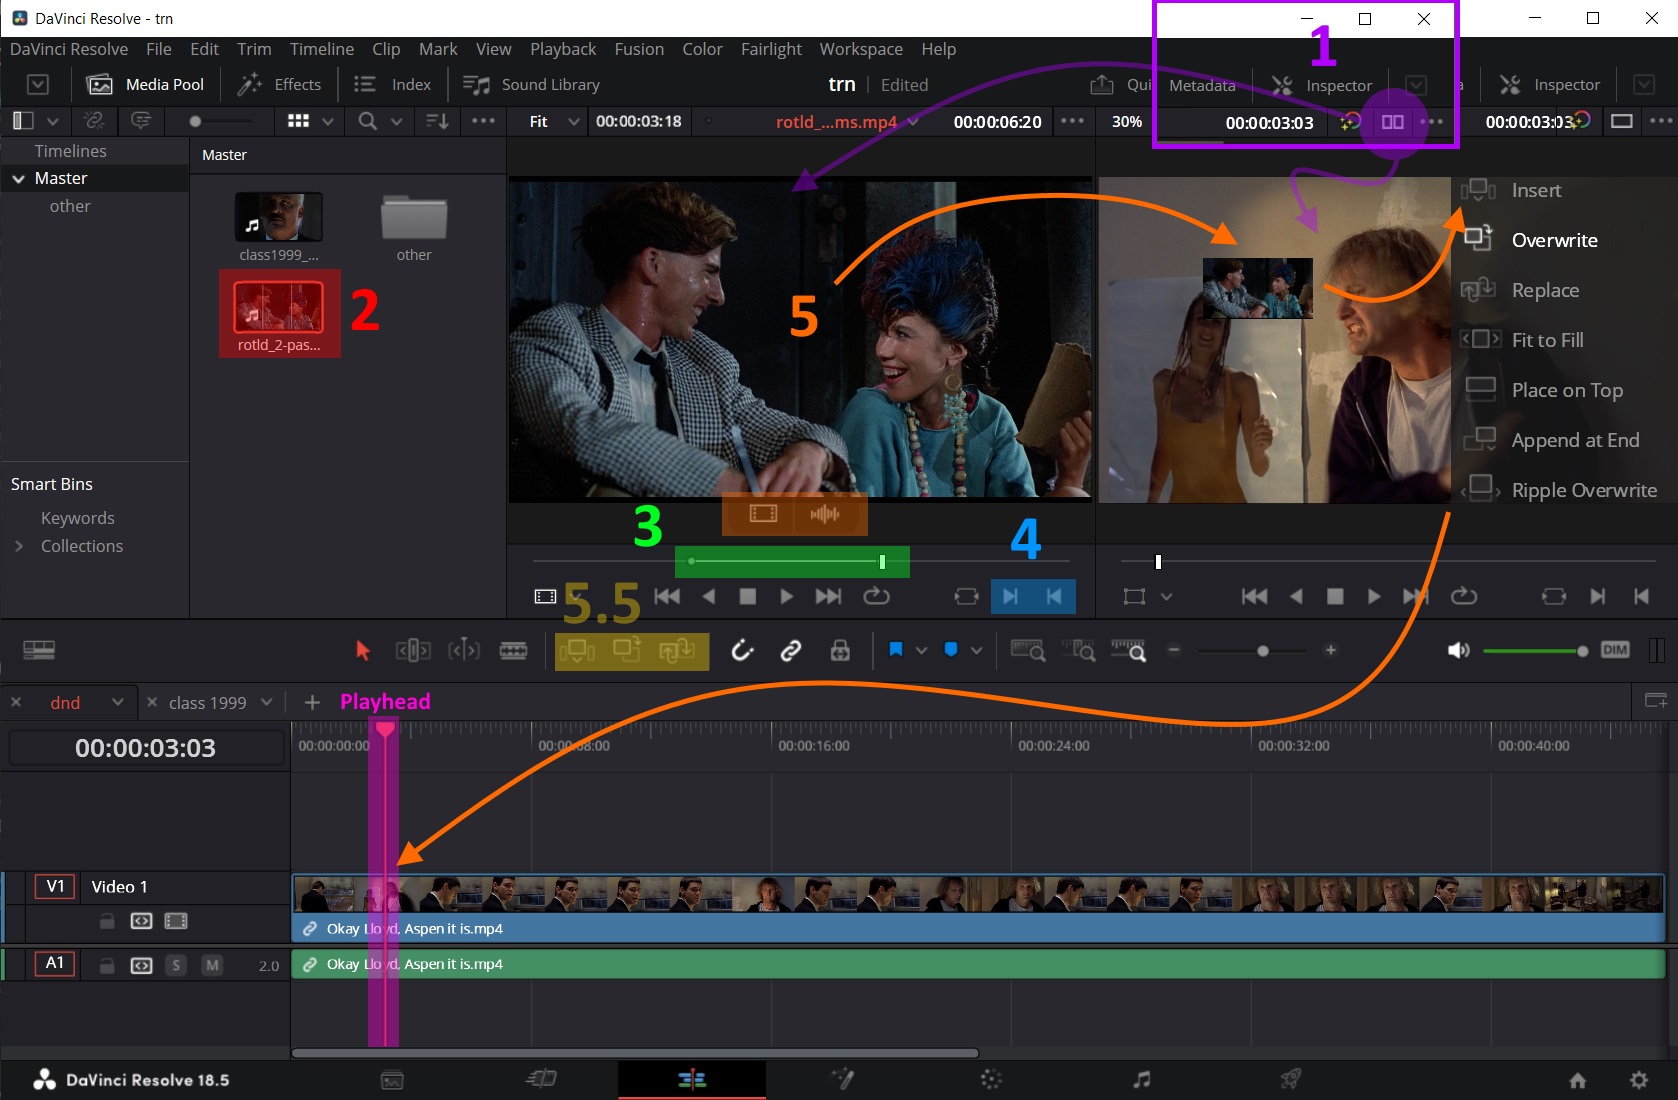 DaVinci Resolve - trn
DaVinci Resolve File Edit Trim Timeline Clip Mark View Playback Fusion Color Fairlight Workspace Help
1
Media Pool Effects Index Sound Library trn Edited Qui Metadata Inspector a Inspector
Fit 00:00:03:18 rotld_...ms.mp4 00:00:06:20 30% 00:00:03:03 00:00:03:03
Timelines
Master
other
Master
class1999_...
other
2
rotld_2-pas...
5
Insert
Overwrite
Replace
Fit to Fill
Place on Top
Append at End
Ripple Overwrite
Smart Bins
Keywords
Collections
3
4
5.5
DIM
dnd class 1999 Playhead
00:00:03:03
00:00:00:00 00:00:08:00 00:00:16:00 00:00:24:00 00:00:32:00 00:00:40:00
V1 Video 1
Okay Lloyd, Aspen it is.mp4
A1 S M 2.0
Okay Lloyd, Aspen it is.mp4
DaVinci Resolve 18.5